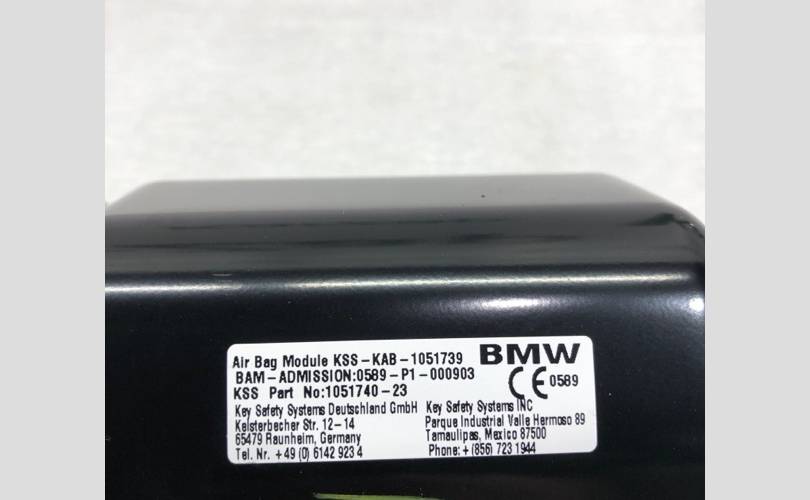 Air Bag Module KSS-KAB-1051739 BMW
BAM-ADMISSION:0589-P1-000903
KSS Part No:1051740-23 CE 0589
Key Safety Systems Deutschland GmbH Key Safety Systems INC
Kelsterbecher Str. 12-14 Parque Industrial Valle Hermoso 89
65479 Raunheim, Germany Tamaulipas, Mexico 87500
Tel. Nr. +49 (0) 6142 923 4 Phone: +(856) 723 1944